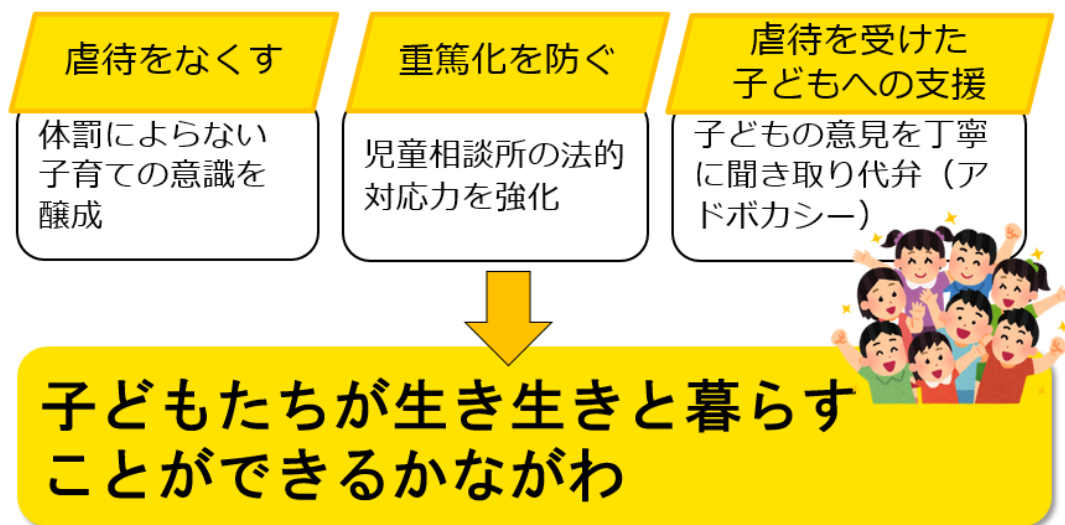 虐待をなくす
体罰によらない
子育ての意識を
醸成
重篤化を防ぐ
児童相談所の法的
対応力を強化
虐待を受けた
子どもへの支援
子どもの意見を丁寧
に聞き取り代弁（ア
ドボカシー）
子どもたちが生き生きと暮らす
ことができるかながわ